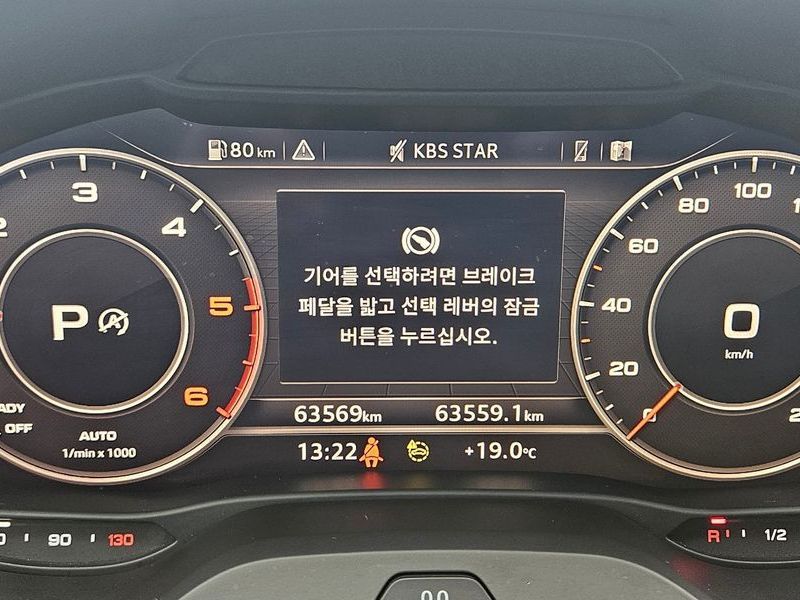 80 km
KBS STAR
2
3
4
5
6
P
A
ADY
OFF
AUTO
1/min x 1000
기어를 선택하려면 브레이크
페달을 밟고 선택 레버의 잠금
버튼을 누르십시오.
63569km
63559.1km
13:22
+19.0°C
0
20
40
60
80
100
0
km/h
90
130
R
1/2